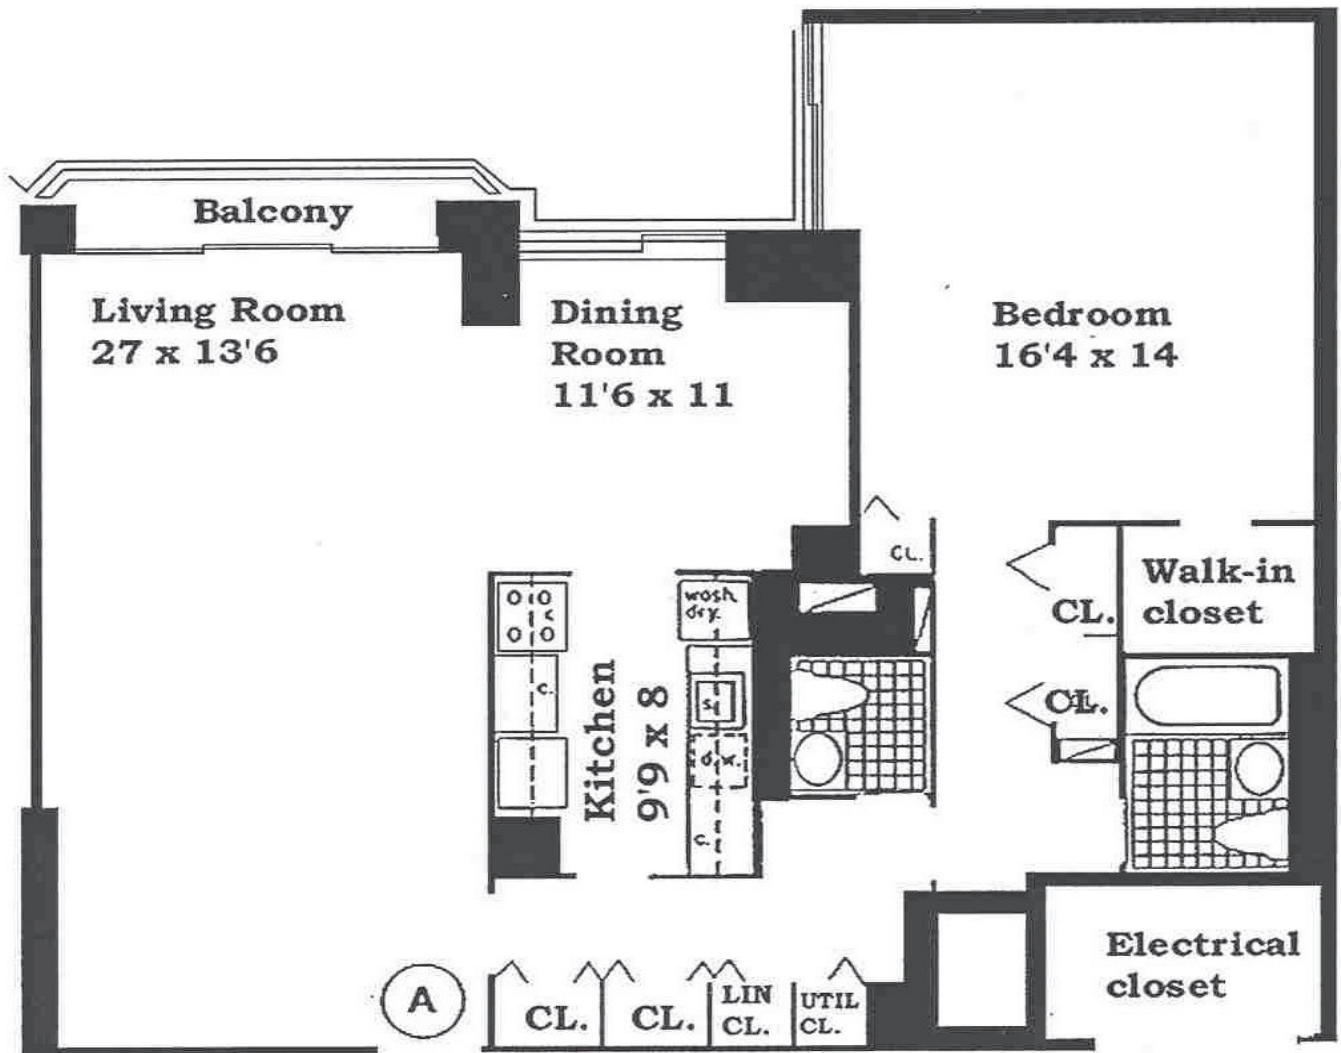 Balcony
Living Room
27 x 13'6
Dining
Room
11'6 x 11
Bedroom
16'4 x 14
CL.
Walk-in
closet
CL.
CL.
wash
dry.
c.
s.
d.w.
c.
Kitchen
9'9 x 8
Electrical
closet
A
CL.
CL.
LIN
CL.
UTIL
CL.